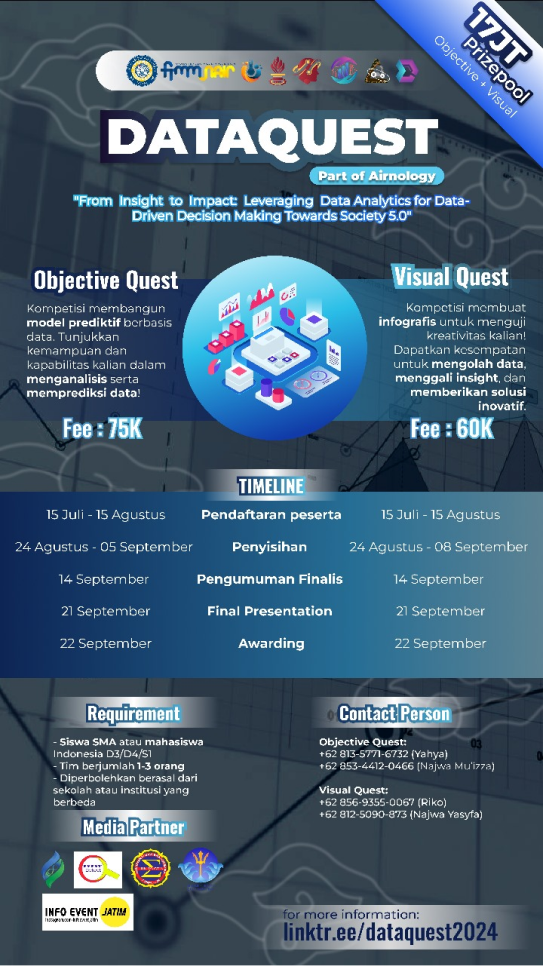 17JT
Prizepool
Objective + Visual
DATAQUEST
Part of Airnology
"From Insight to Impact: Leveraging Data Analytics for Data-
Driven Decision Making Towards Society 5.0"
Objective Quest
Kompetisi membangun
model prediktif berbasis
data. Tunjukkan
kemampuan dan
kapabilitas kalian dalam
menganalisis serta
memprediksi data!
Fee : 75K
Visual Quest
Kompetisi membuat
infografis untuk menguji
kreativitas kalian!
Dapatkan kesempatan
untuk mengolah data,
menggali insight, dan
memberikan solusi
inovatif.
Fee : 60K
TIMELINE
15 Juli - 15 Agustus Pendaftaran peserta 15 Juli - 15 Agustus
24 Agustus - 05 September Penyisihan 24 Agustus - 08 September
14 September Pengumuman Finalis 14 September
21 September Final Presentation 21 September
22 September Awarding 22 September
Requirement
- Siswa SMA atau mahasiswa
Indonesia D3/D4/S1
- Tim berjumlah 1-3 orang
- Diperbolehkan berasal dari
sekolah atau institusi yang
berbeda
Contact Person
Objective Quest:
+62 813-5771-6732 (Yahya)
+62 853-4412-0466 (Najwa Mu'izza)
Visual Quest:
+62 856-9355-0067 (Riko)
+62 812-5090-873 (Najwa Yasyfa)
Media Partner
INFO EVENT JATIM
for more information:
linktr.ee/dataquest2024